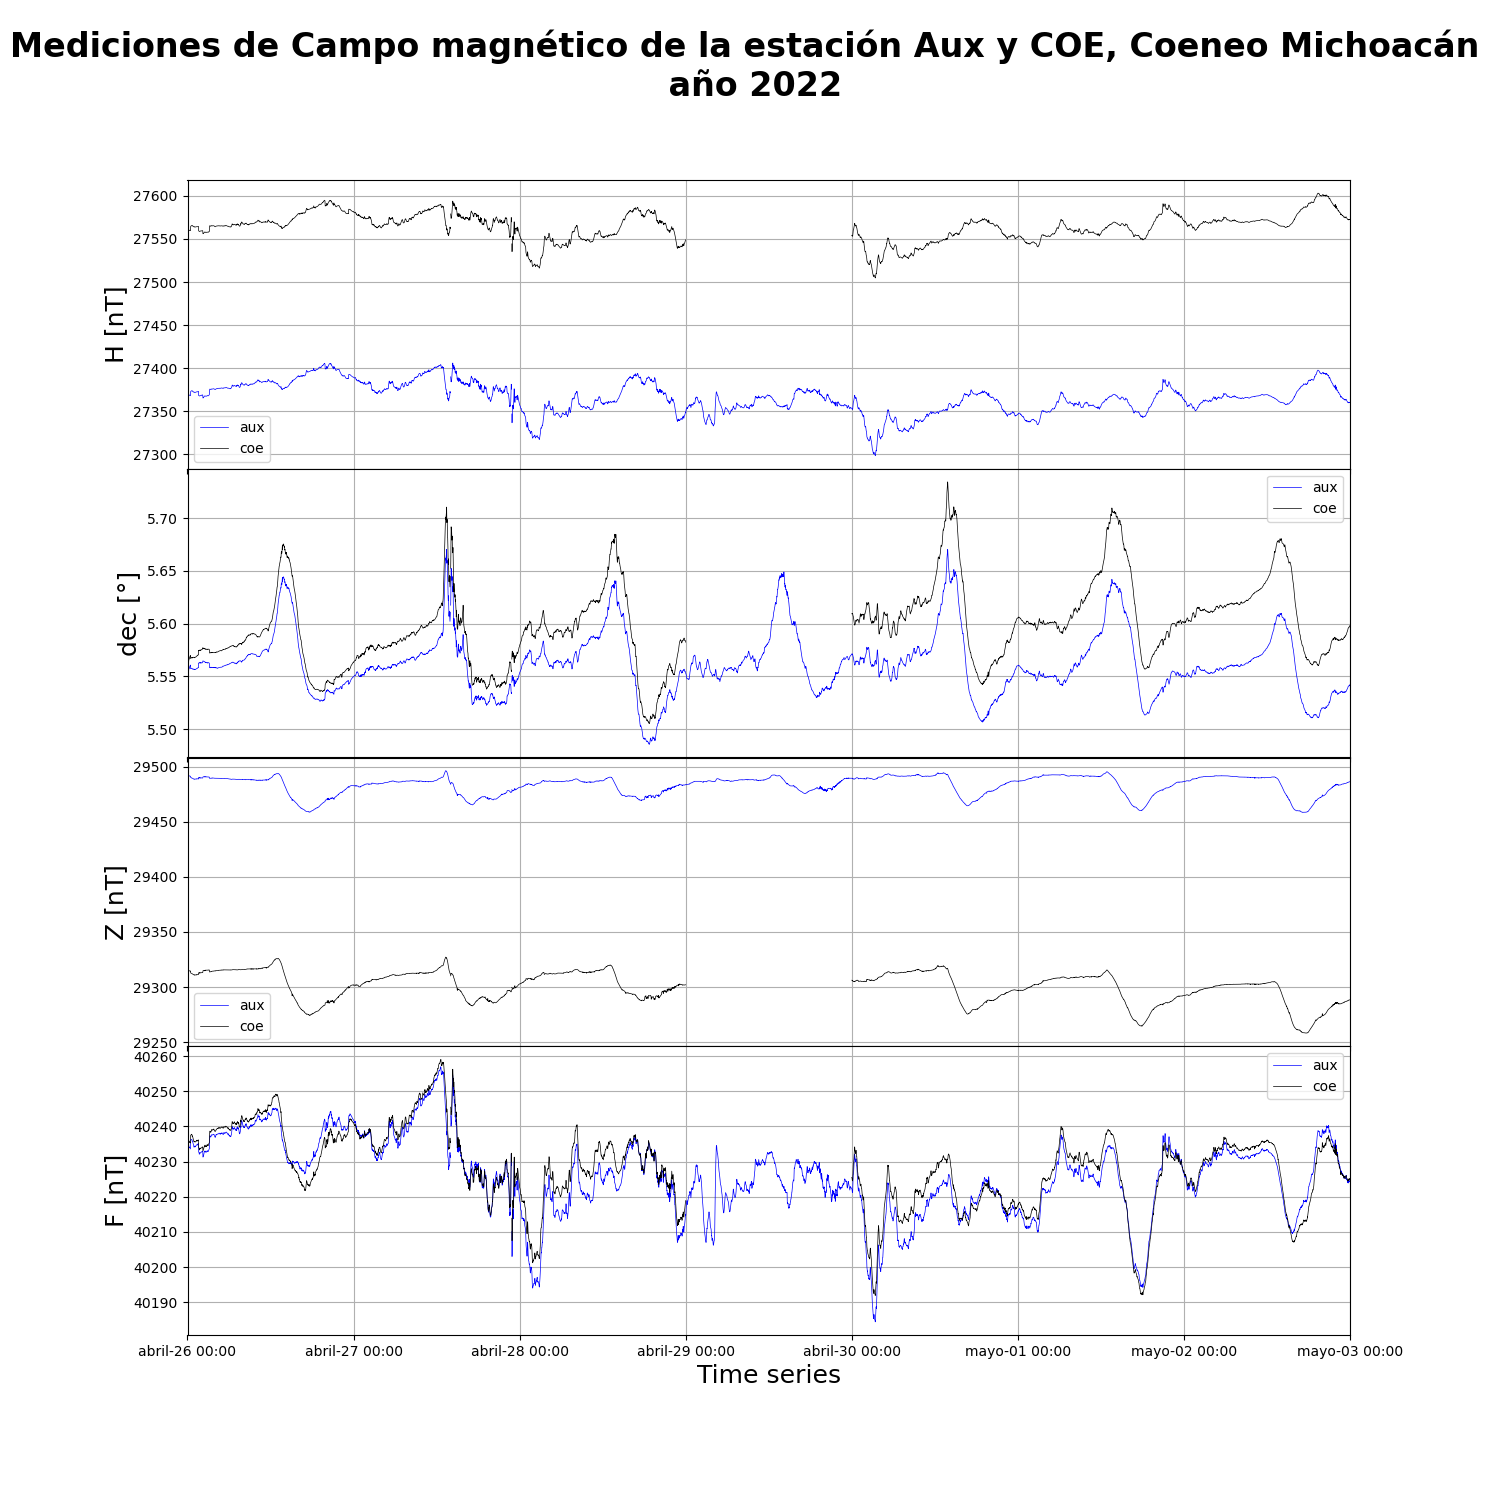 Mediciones de Campo magnético de la estación Aux y COE, Coeneo Michoacán
año 2022
H [nT]
27600
27550
27500
27450
27400
27350
27300
aux
coe
dec [°]
5.70
5.65
5.60
5.55
5.50
aux
coe
Z [nT]
29500
29450
29400
29350
29300
29250
aux
coe
F [nT]
40260
40250
40240
40230
40220
40210
40200
40190
aux
coe
abril-26 00:00 abril-27 00:00 abril-28 00:00 abril-29 00:00 abril-30 00:00 mayo-01 00:00 mayo-02 00:00 mayo-03 00:00
Time series